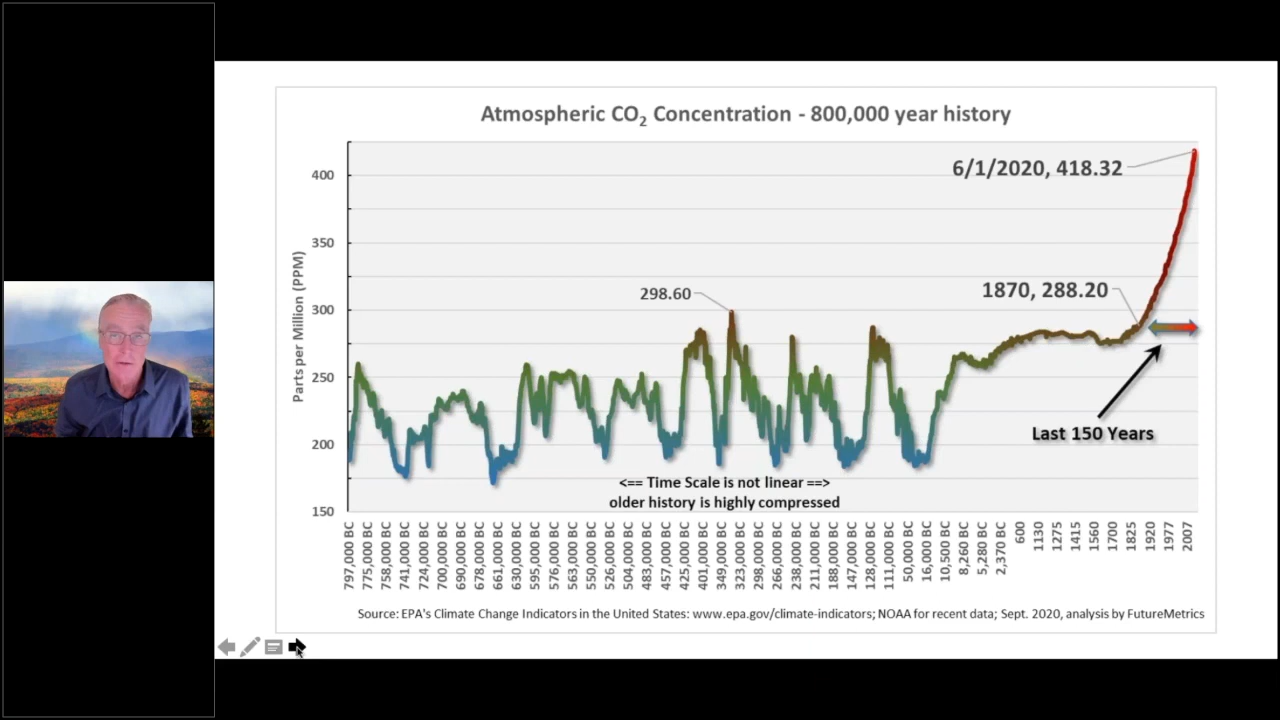 Atmospheric CO₂ Concentration - 800,000 year history
Parts per Million (PPM)
400
350
300
250
200
150
6/1/2020, 418.32
298.60
1870, 288.20
Last 150 Years
<== Time Scale is not linear ==>
older history is highly compressed
797,000 BC
775,000 BC
758,000 BC
741,000 BC
724,000 BC
700,000 BC
690,000 BC
678,000 BC
661,000 BC
630,000 BC
595,000 BC
576,000 BC
563,000 BC
550,000 BC
526,000 BC
504,000 BC
483,000 BC
457,000 BC
425,000 BC
401,000 BC
349,000 BC
323,000 BC
298,000 BC
266,000 BC
238,000 BC
211,000 BC
188,000 BC
147,000 BC
128,000 BC
111,000 BC
50,000 BC
16,000 BC
10,500 BC
8,260 BC
5,280 BC
2,370 BC
600
1130
1275
1415
1560
1700
1825
1920
1977
2007
Source: EPA's Climate Change Indicators in the United States: www.epa.gov/climate-indicators; NOAA for recent data; Sept. 2020, analysis by FutureMetrics